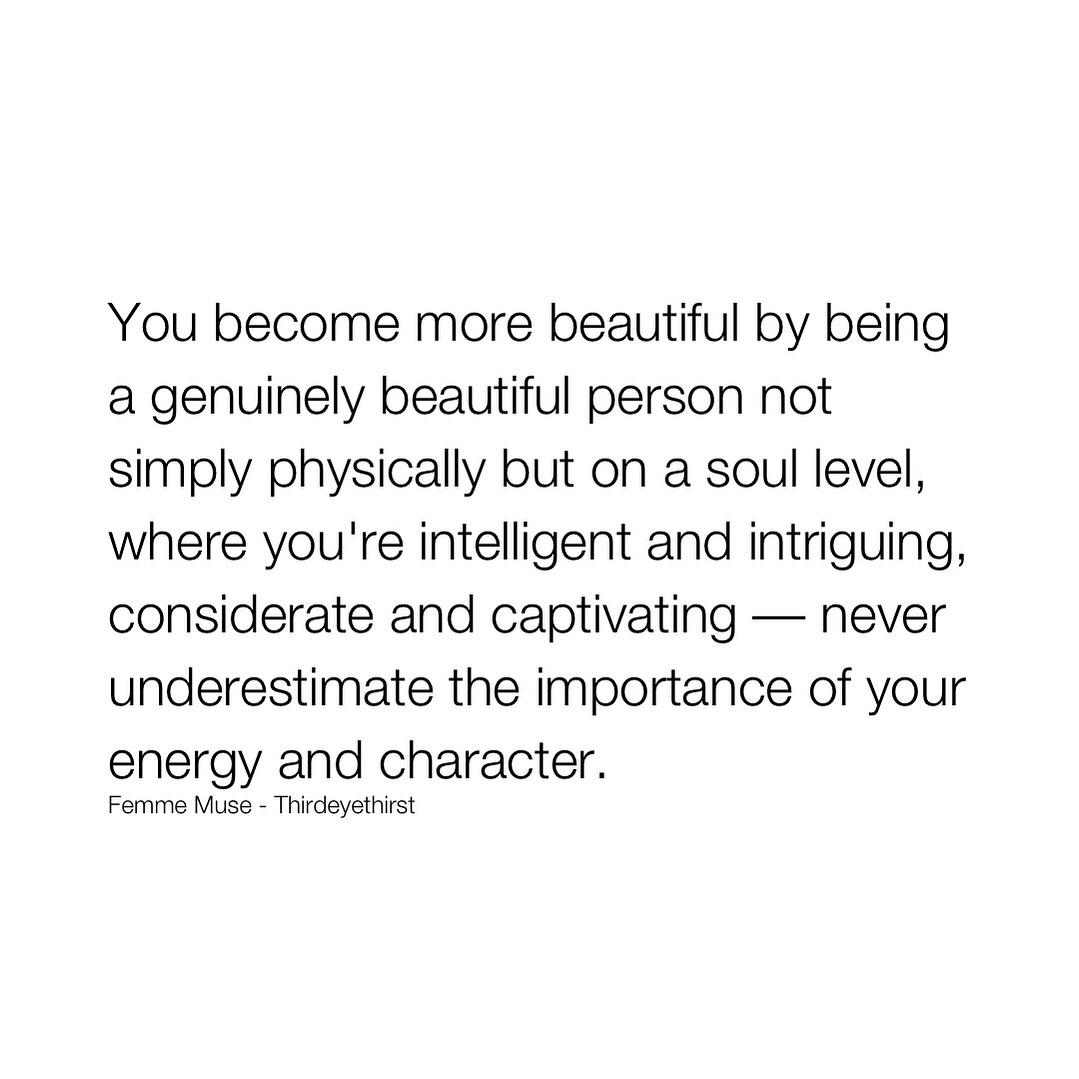 You become more beautiful by being
a genuinely beautiful person not
simply physically but on a soul level,
where you're intelligent and intriguing,
considerate and captivating — never
underestimate the importance of your
energy and character.
Femme Muse - Thirdeyethirst